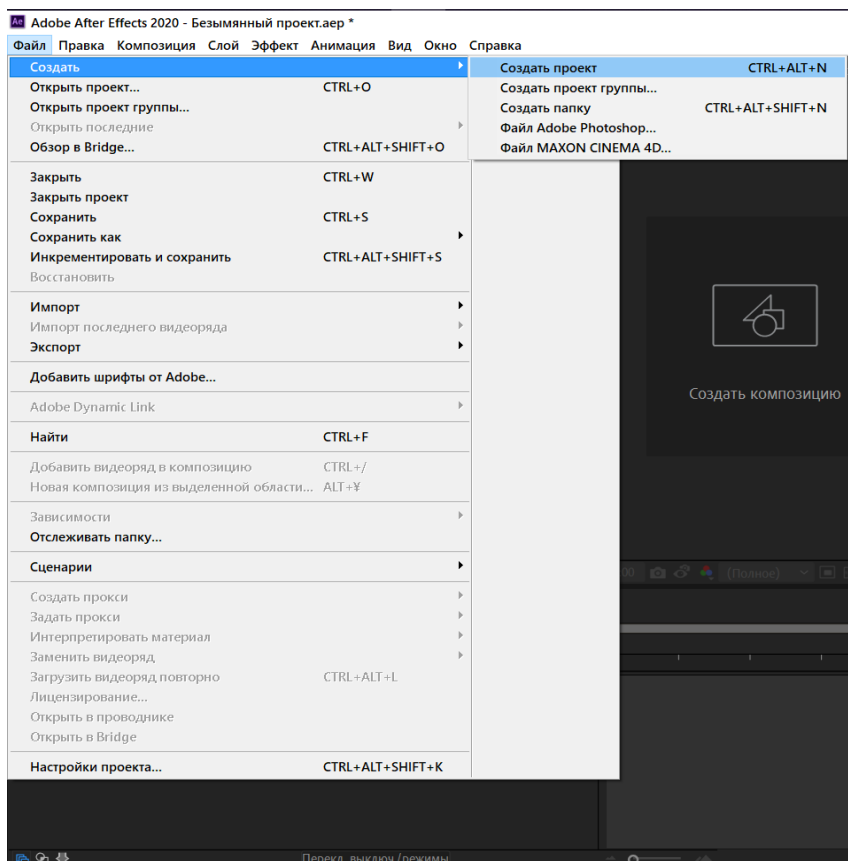 Ae Adobe After Effects 2020 - Безымянный проект.aep *
Файл Правка Композиция Слой Эффект Анимация Вид Окно Справка
Создать
Создать проект CTRL+ALT+N
Открыть проект... CTRL+O
Создать проект группы...
Открыть проект группы...
Создать папку CTRL+ALT+SHIFT+N
Открыть последние
Файл Adobe Photoshop...
Обзор в Bridge... CTRL+ALT+SHIFT+O
Файл MAXON CINEMA 4D...
Закрыть CTRL+W
Закрыть проект
Сохранить CTRL+S
Сохранить как
Инкрементировать и сохранить CTRL+ALT+SHIFT+S
Восстановить
Импорт
Импорт последнего видеоряда
Экспорт
Добавить шрифты от Adobe...
Создать композицию
Adobe Dynamic Link
Найти CTRL+F
Добавить видеоряд в композицию CTRL+/
Новая композиция из выделенной области... ALT+¥
Зависимости
Отслеживать папку...
Сценарии
00 (Полное)
Создать прокси
Задать прокси
Интерпретировать материал
Заменить видеоряд
Загрузить видеоряд повторно CTRL+ALT+L
Лицензирование...
Открыть в проводнике
Открыть в Bridge
Настройки проекта... CTRL+ALT+SHIFT+K
Перекл. выключ./режимы